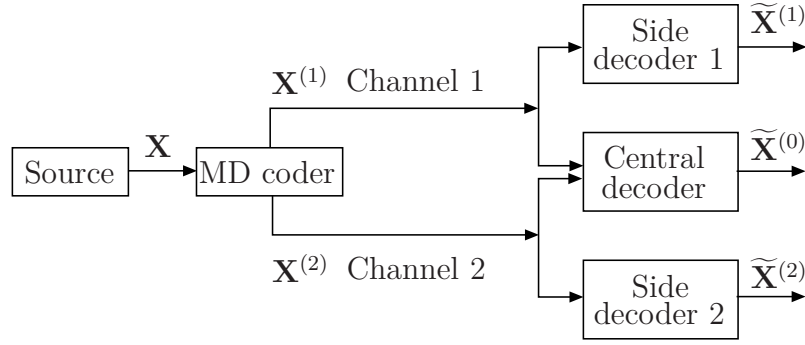 Source
X
MD coder
X^(1) Channel 1
X^(2) Channel 2
Side
decoder 1
X̃^(1)
Central
decoder
X̃^(0)
Side
decoder 2
X̃^(2)